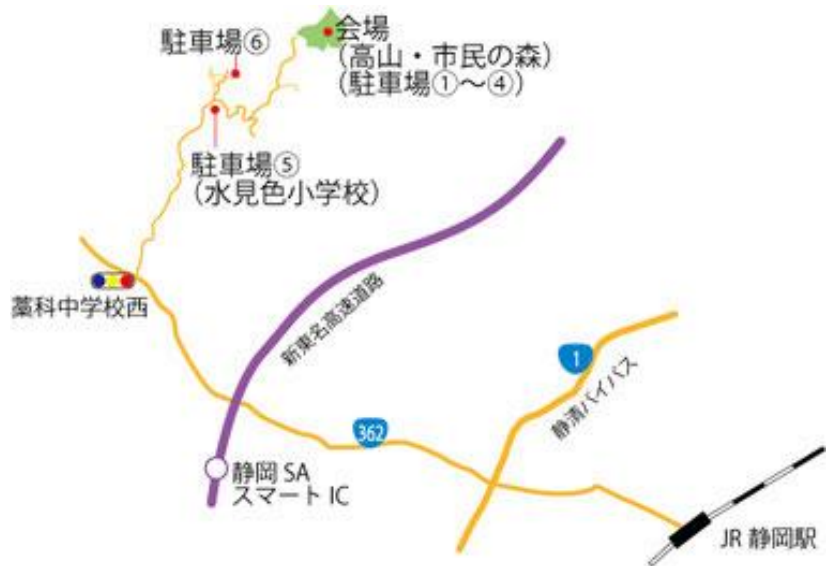 駐車場⑥
会場
(高山・市民の森)
(駐車場①～④)
駐車場⑤
(水見色小学校)
藁科中学校西
新東名高速道路
1
静清バイパス
362
静岡 SA
スマート IC
JR 静岡駅